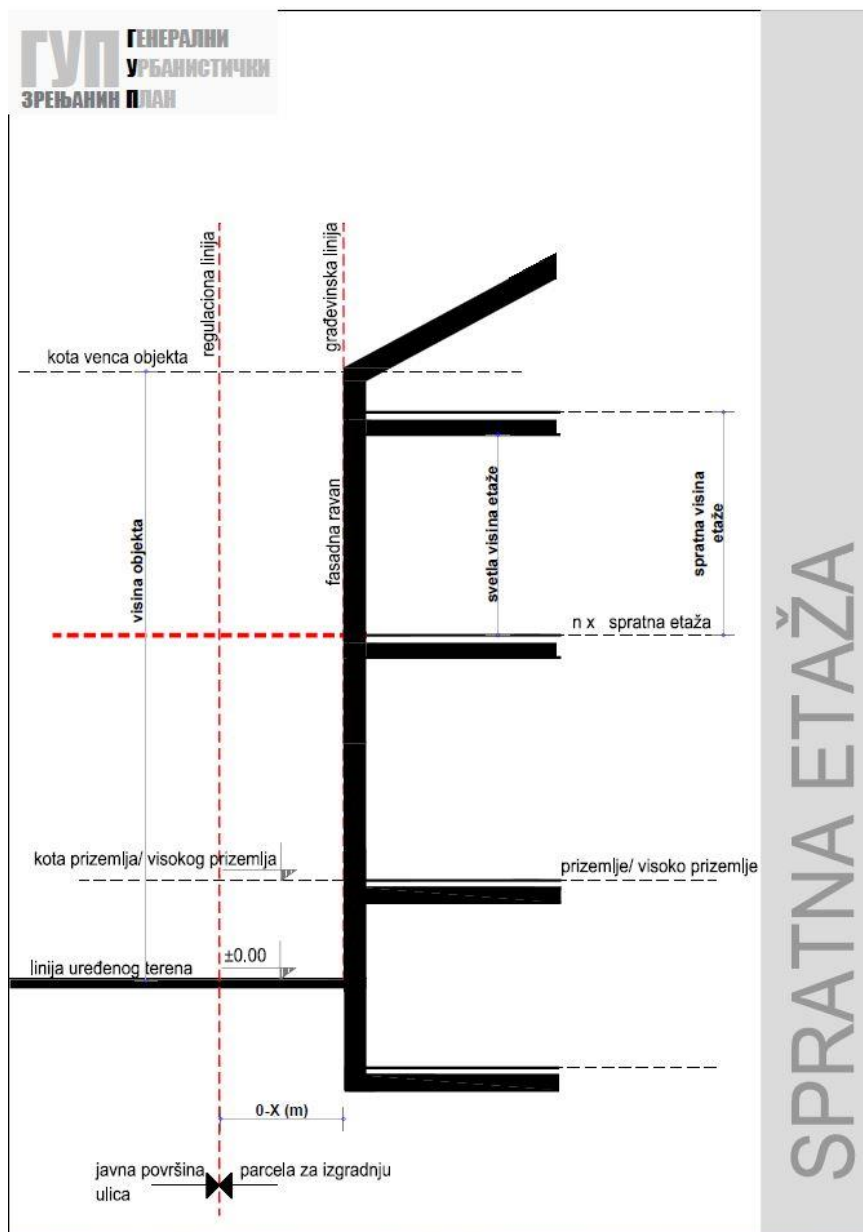 ГУП
ЗРЕЊАНИН
ГЕНЕРАЛНИ
УРБАНИСТИЧКИ
ПЛАН
regulaciona linija
građevinska linija
kota venca objekta
visina objekta
fasadna ravan
svetla visina etaže
spratna visina
etaže
n x spratna etaža
kota prizemlja/ visokog prizemlja
prizemlje/ visoko prizemlje
±0.00
linija uređenog terena
0-X (m)
javna površina
ulica
parcela za izgradnju
SPRATNA ETAŽA